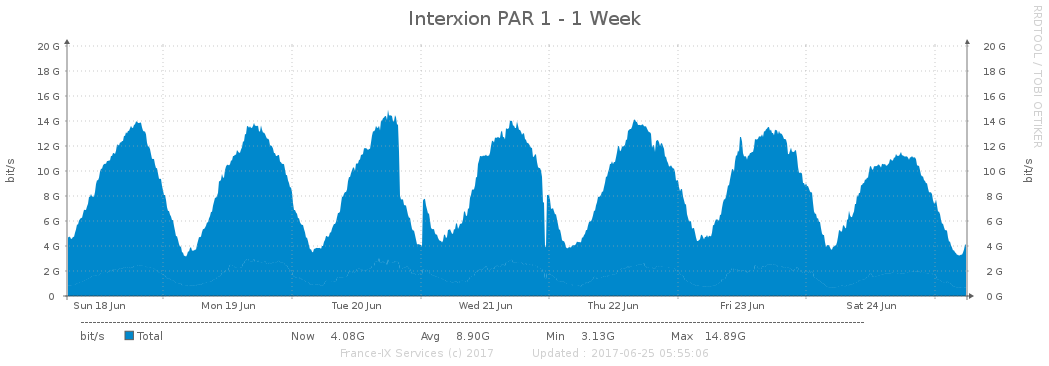 Interxion PAR 1 - 1 Week
RRDTOOL / TOBI OETIKER
20 G 20 G
18 G 18 G
16 G 16 G
14 G 14 G
12 G 12 G
10 G 10 G
8 G 8 G
6 G 6 G
4 G 4 G
2 G 2 G
0 0 G
bit/s
bit/s
Sun 18 Jun Mon 19 Jun Tue 20 Jun Wed 21 Jun Thu 22 Jun Fri 23 Jun Sat 24 Jun
bit/s Total Now 4.08G Avg 8.90G Min 3.13G Max 14.89G
France-IX Services (c) 2017 Updated : 2017-06-25 05:55:06